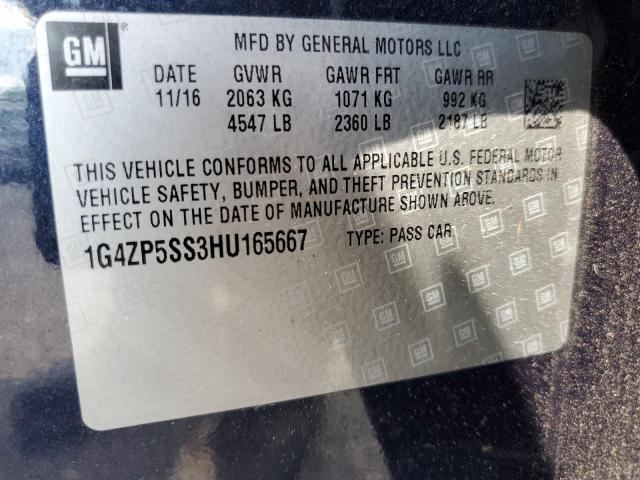 GM
MFD BY GENERAL MOTORS LLC
DATE GVWR GAWR FRT GAWR RR
11/16 2063 KG 1071 KG 992 KG
4547 LB 2360 LB 2187 LB
THIS VEHICLE CONFORMS TO ALL APPLICABLE U.S. FEDERAL MOTOR
VEHICLE SAFETY, BUMPER, AND THEFT PREVENTION STANDARDS IN
EFFECT ON THE DATE OF MANUFACTURE SHOWN ABOVE.
1G4ZP5SS3HU165667 TYPE: PASS CAR